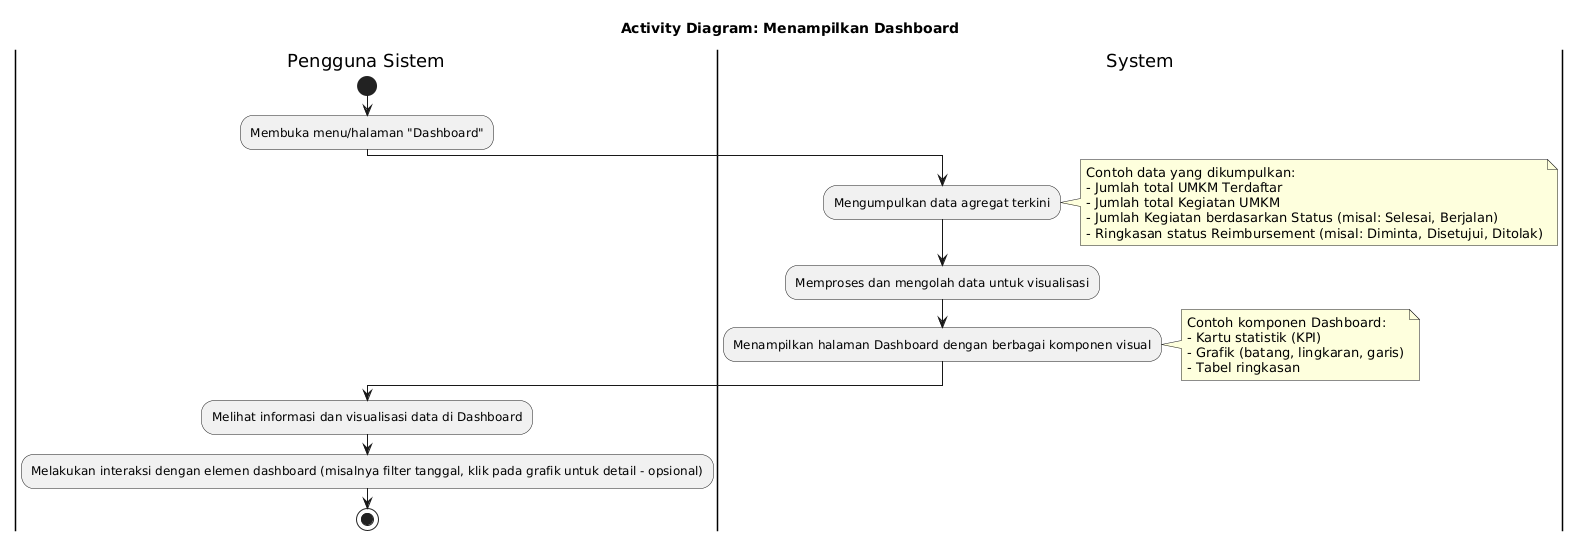 Activity Diagram: Menampilkan Dashboard
Pengguna Sistem
System
Membuka menu/halaman "Dashboard"
Mengumpulkan data agregat terkini
Contoh data yang dikumpulkan:
- Jumlah total UMKM Terdaftar
- Jumlah total Kegiatan UMKM
- Jumlah Kegiatan berdasarkan Status (misal: Selesai, Berjalan)
- Ringkasan status Reimbursement (misal: Diminta, Disetujui, Ditolak)
Memproses dan mengolah data untuk visualisasi
Menampilkan halaman Dashboard dengan berbagai komponen visual
Contoh komponen Dashboard:
- Kartu statistik (KPI)
- Grafik (batang, lingkaran, garis)
- Tabel ringkasan
Melihat informasi dan visualisasi data di Dashboard
Melakukan interaksi dengan elemen dashboard (misalnya filter tanggal, klik pada grafik untuk detail - opsional)